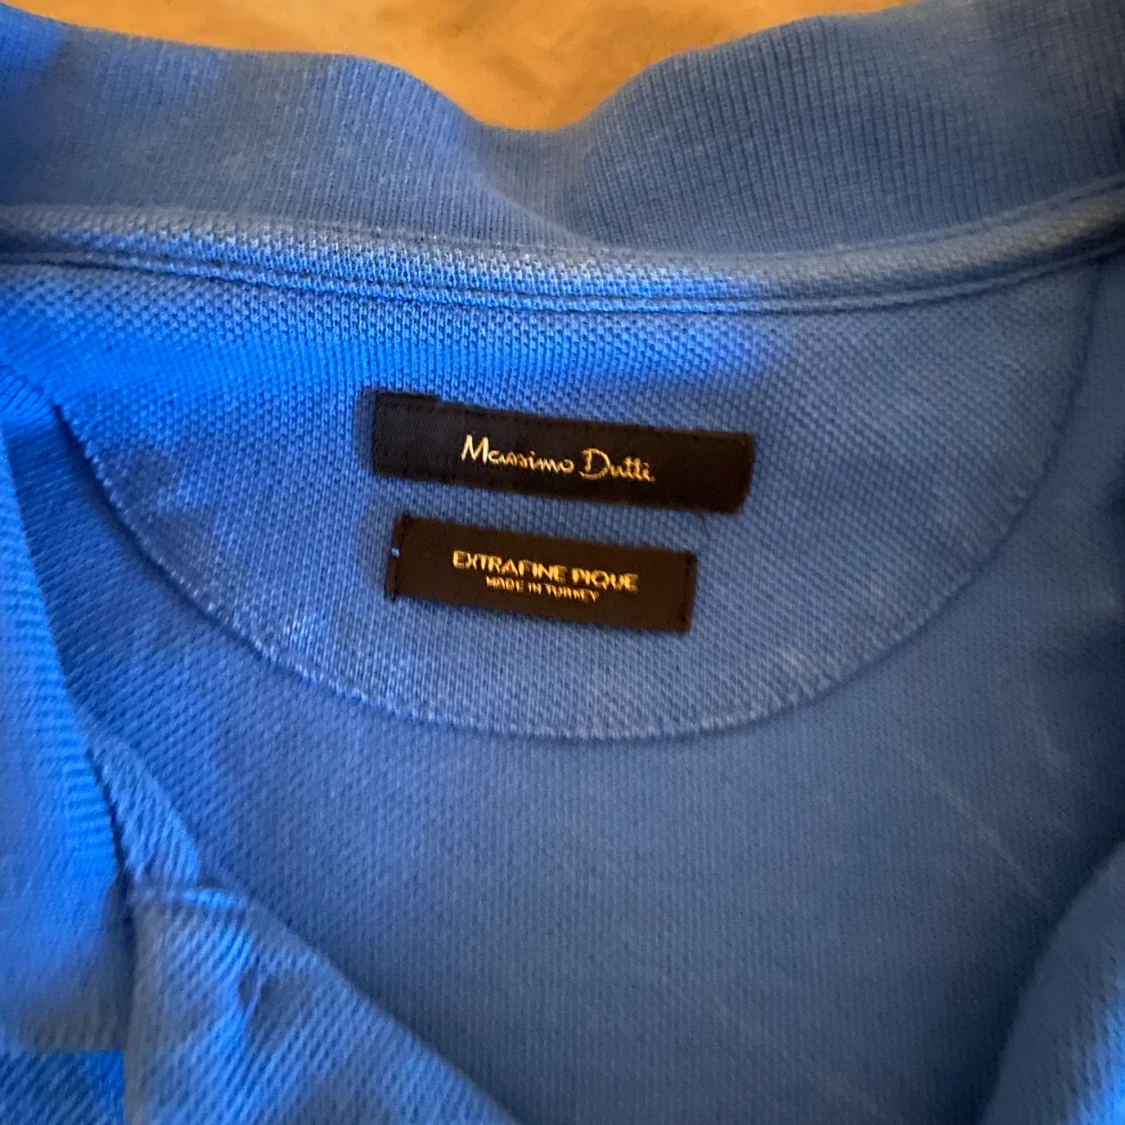 Massimo Dutti
EXTRAFINE PIQUE
MADE IN TURKEY